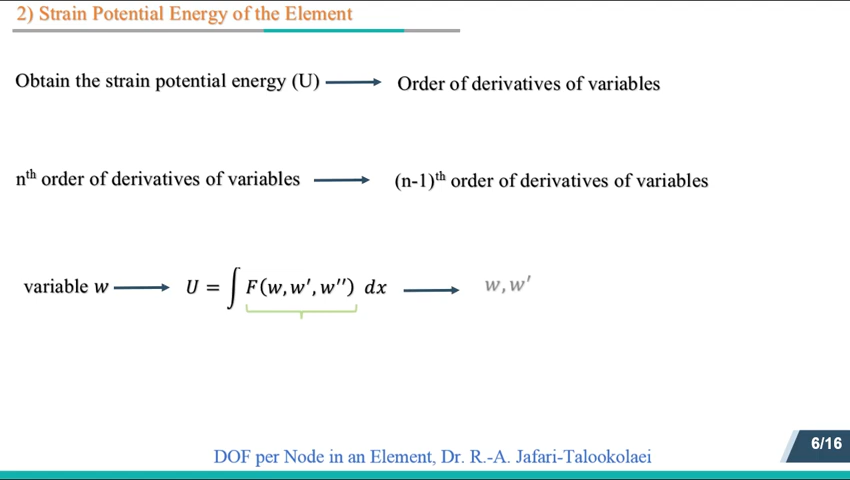 2) Strain Potential Energy of the Element
Obtain the strain potential energy (U) ⟶ Order of derivatives of variables
nᵗʰ order of derivatives of variables ⟶ (n-1)ᵗʰ order of derivatives of variables
variable w ⟶ U = ∫ F(w, w′, w″) dx ⟶ w, w′
6/16
DOF per Node in an Element, Dr. R.-A. Jafari-Talookolaei